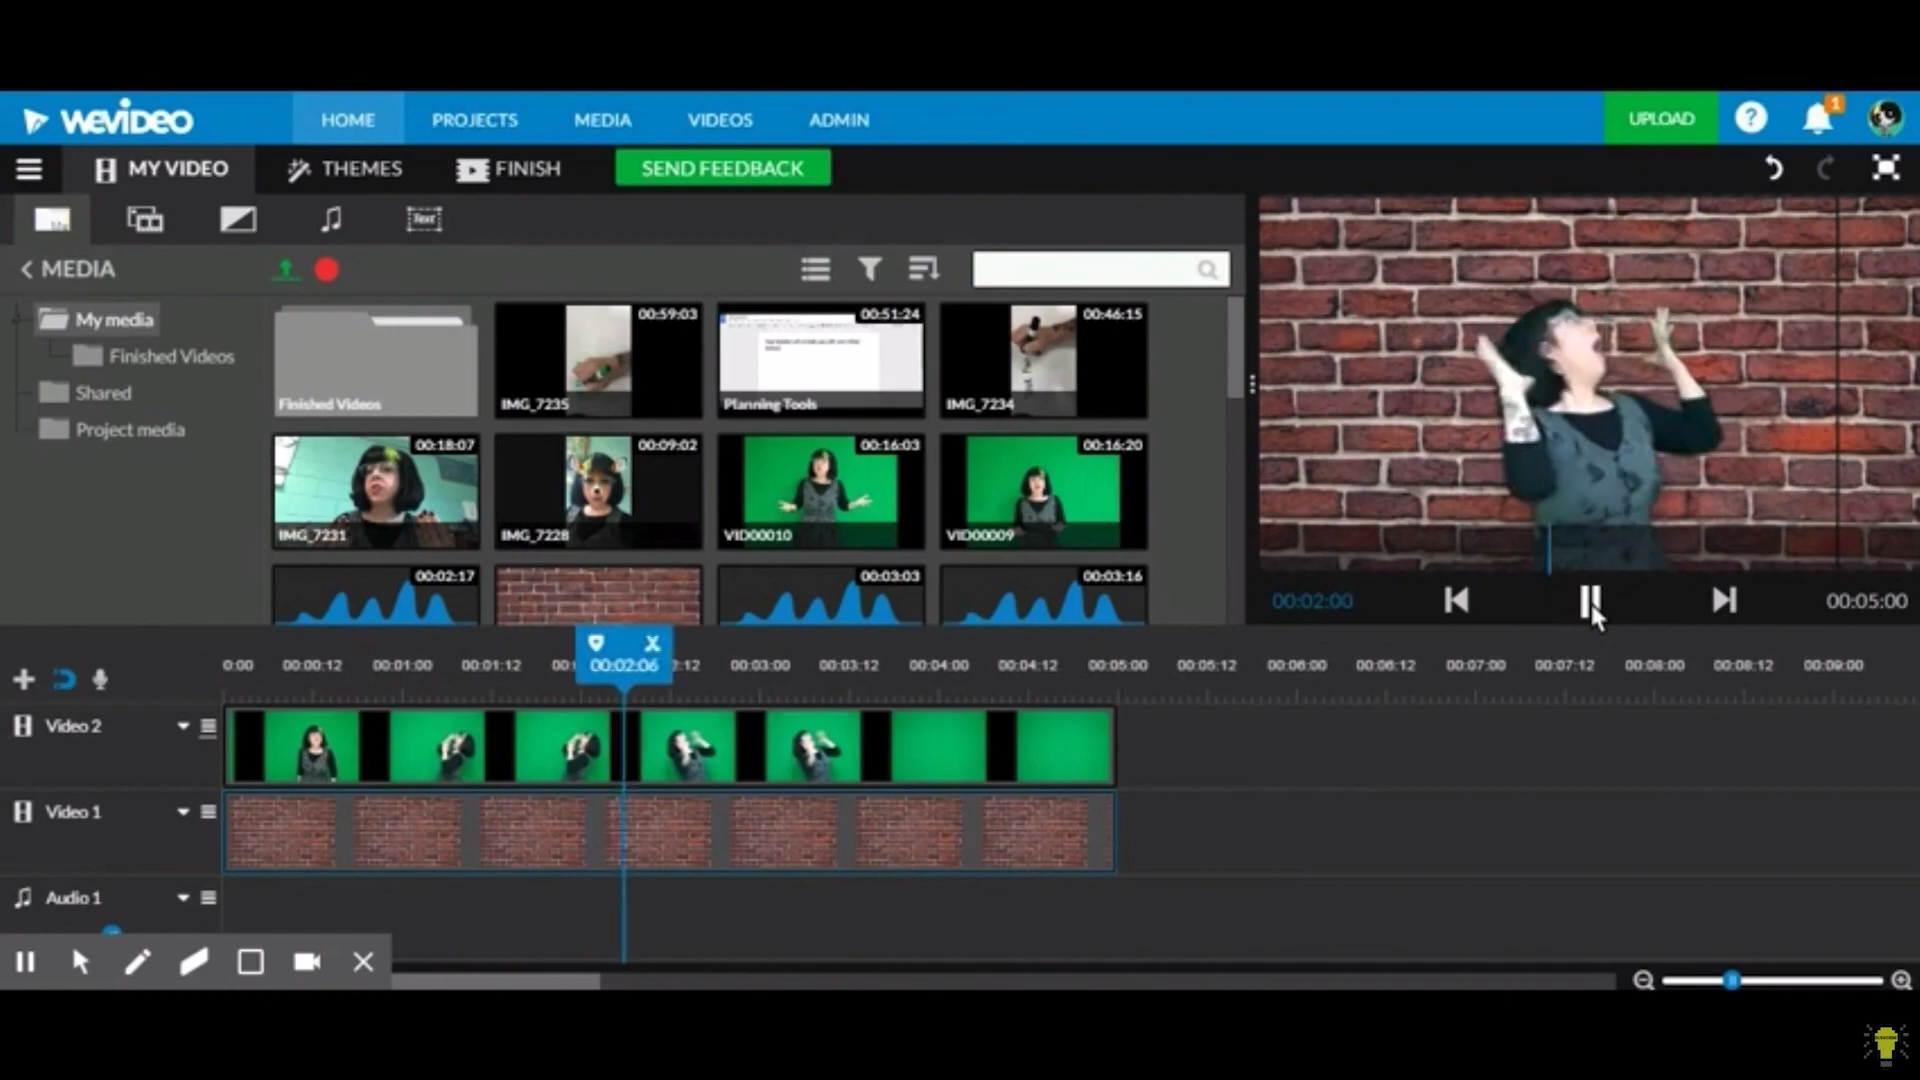 WEVIDEO HOME PROJECTS MEDIA VIDEOS ADMIN UPLOAD ? 1
MY VIDEO THEMES FINISH SEND FEEDBACK
Text
MEDIA
My media
Finished Videos
Shared
Project media
Finished Videos
00:59:03
IMG_7235
00:51:24
Planning Tools
00:46:15
IMG_7234
00:18:07
IMG_7231
00:09:02
IMG_7228
00:16:03
VID00010
00:16:20
VID00009
00:02:17
00:03:03
00:03:16
00:02:00
00:05:00
0:00 00:00:12 00:01:00 00:01:12 00: 00:02:06 :12 00:03:00 00:03:12 00:04:00 00:04:12 00:05:00 00:05:12 00:06:00 00:06:12 00:07:00 00:07:12 00:08:00 00:08:12 00:09:00
Video 2
Video 1
Audio 1